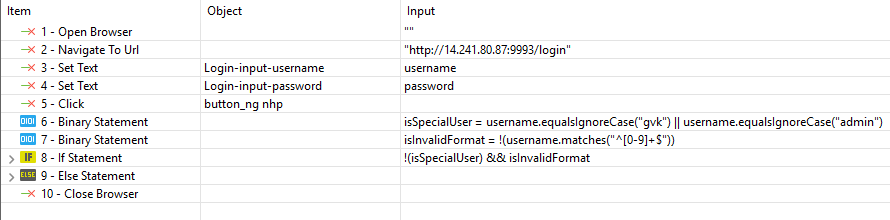 Item Object Input
1 - Open Browser ""
2 - Navigate To Url "http://14.241.80.87:9993/login"
3 - Set Text Login-input-username username
4 - Set Text Login-input-password password
5 - Click button_ng nhp
6 - Binary Statement isSpecialUser = username.equalsIgnoreCase("gvk") || username.equalsIgnoreCase("admin")
7 - Binary Statement isInvalidFormat = !(username.matches("^[0-9]+$"))
IF 8 - If Statement !(isSpecialUser) && isInvalidFormat
ELSE 9 - Else Statement
10 - Close Browser